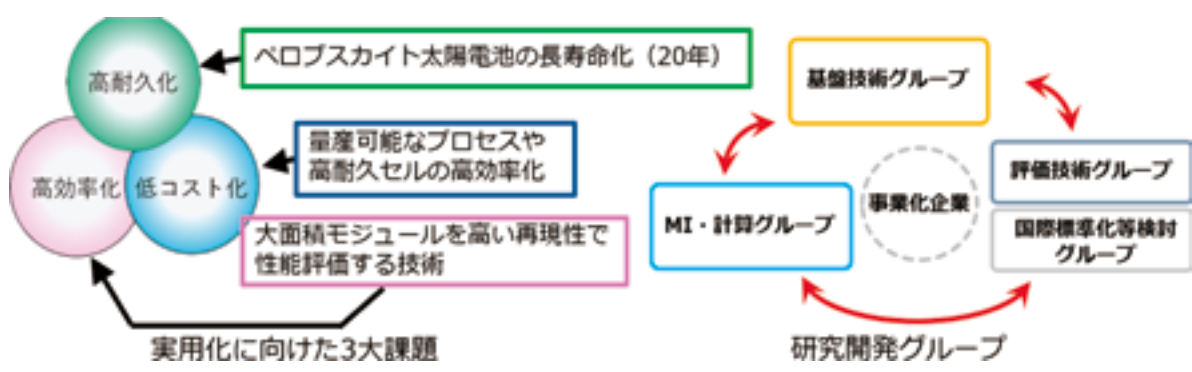 高耐久化
高効率化
低コスト化
ペロブスカイト太陽電池の長寿命化（20年）
量産可能なプロセスや
高耐久セルの高効率化
大面積モジュールを高い再現性で
性能評価する技術
実用化に向けた3大課題
基盤技術グループ
MI・計算グループ
事業化企業
評価技術グループ
国際標準化等検討
グループ
研究開発グループ